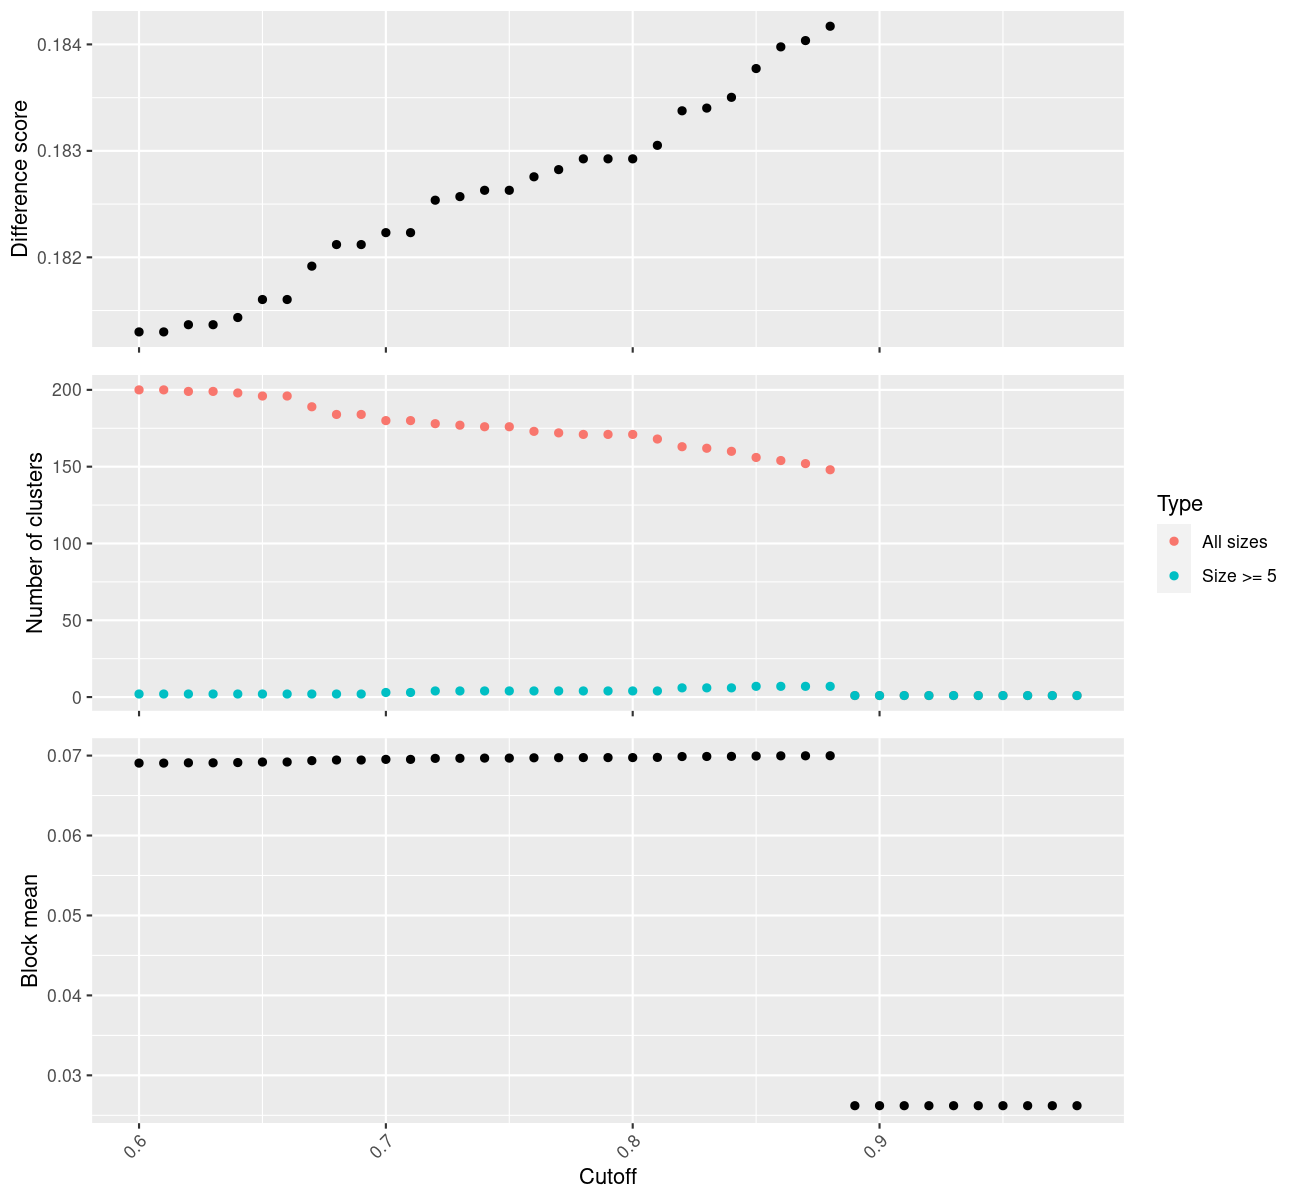 Difference score
0.184
0.183
0.182
Number of clusters
200
150
100
50
0
Type
All sizes
Size >= 5
Block mean
0.07
0.06
0.05
0.04
0.03
0.6
0.7
0.8
0.9
Cutoff